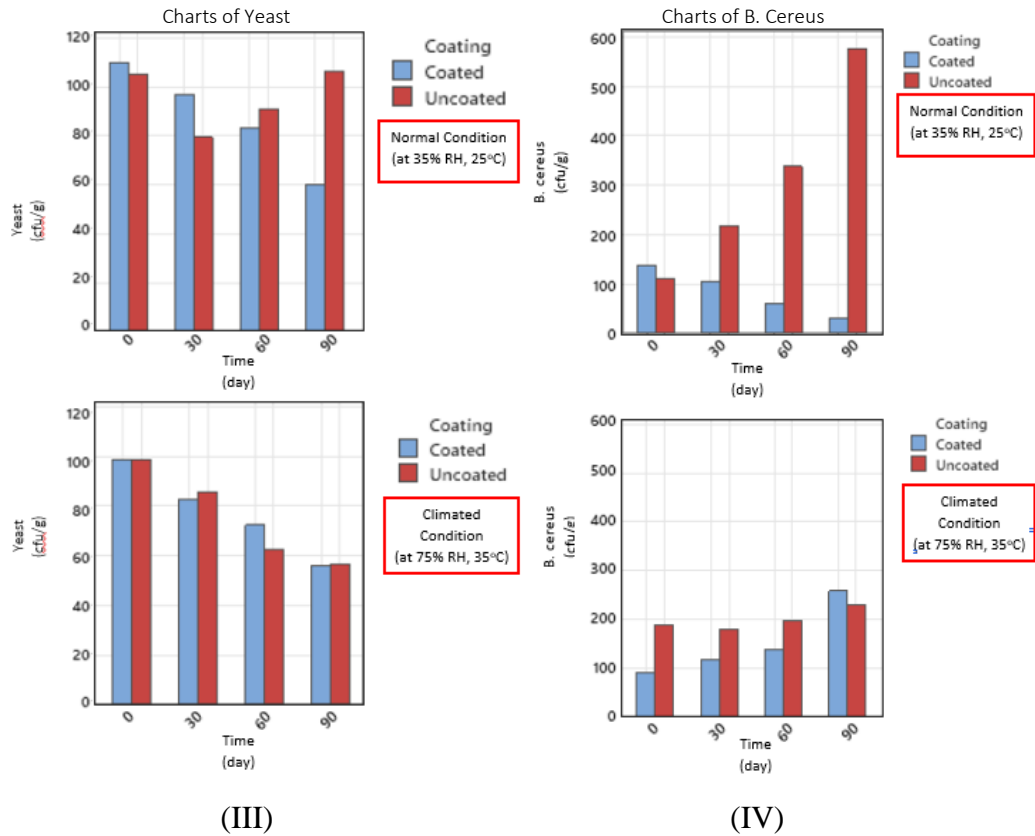 Charts of Yeast
120
100
80
60
40
20
0
Yeast
(cfu/g)
0
30
60
90
Time
(day)
Coating
Coated
Uncoated
Normal Condition
(at 35% RH, 25°C)
Charts of B. Cereus
600
500
400
300
200
100
0
B. cereus
(cfu/g)
0
30
60
90
Time
(day)
Coating
Coated
Uncoated
Normal Condition
(at 35% RH, 25°C)
120
100
80
60
40
20
0
Yeast
(cfu/g)
0
30
60
90
Time
(day)
Coating
Coated
Uncoated
Climated
Condition
(at 75% RH, 35°C)
(III)
600
500
400
300
200
100
0
B. cereus
(cfu/g)
0
30
60
90
Time
(day)
Coating
Coated
Uncoated
Climated
Condition
(at 75% RH, 35°C)
(IV)